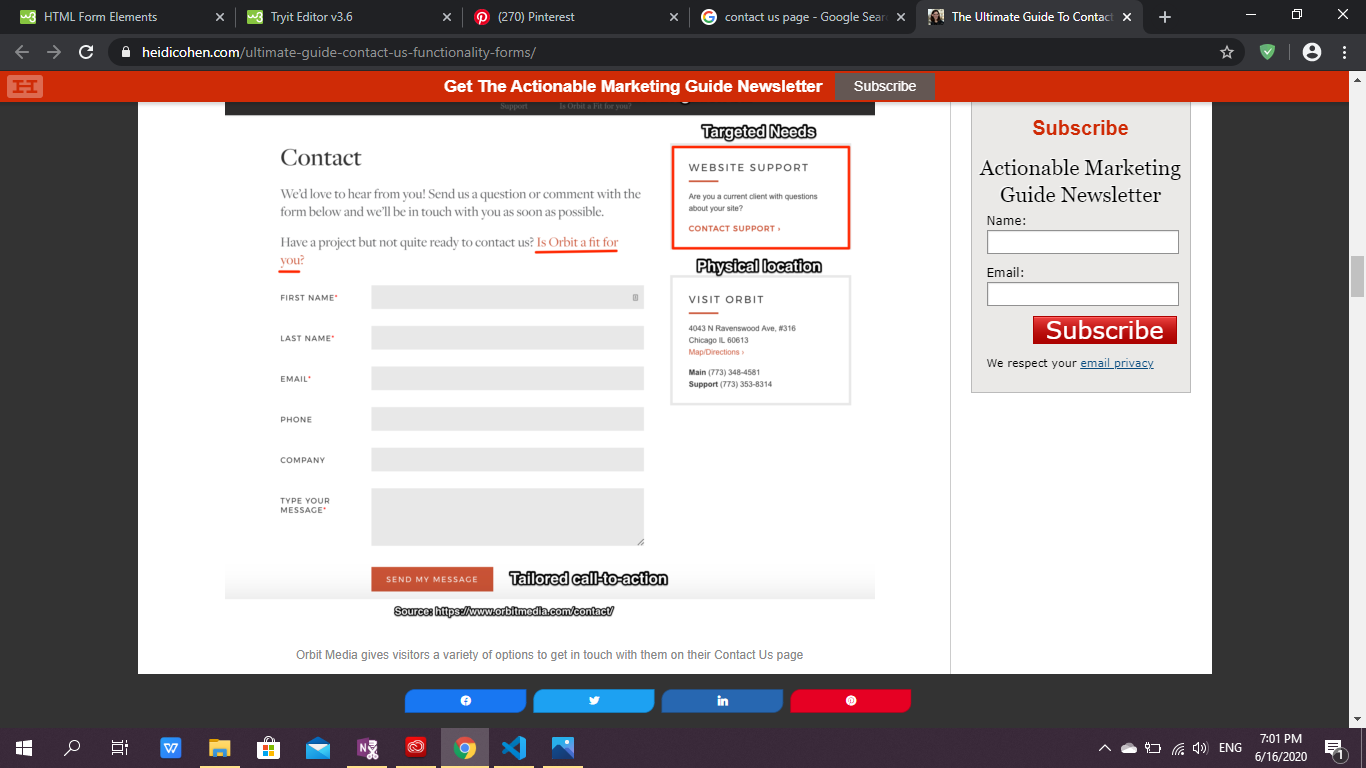 HTML Form Elements
Tryit Editor v3.6
(270) Pinterest
contact us page - Google Sear
The Ultimate Guide To Contact
heidicohen.com/ultimate-guide-contact-us-functionality-forms/
H
Get The Actionable Marketing Guide Newsletter
Subscribe
Support
Is Orbit a Fit for you?
Contact
We'd love to hear from you! Send us a question or comment with the
form below and we'll be in touch with you as soon as possible.
Have a project but not quite ready to contact us? Is Orbit a fit for
you?
FIRST NAME*
LAST NAME*
EMAIL*
PHONE
COMPANY
TYPE YOUR
MESSAGE*
SEND MY MESSAGE
Tailored call-to-action
Source: https://www.orbitmedia.com/contact/
Targeted Needs
WEBSITE SUPPORT
Are you a current client with questions
about your site?
CONTACT SUPPORT ›
Physical location
VISIT ORBIT
4043 N Ravenswood Ave, #316
Chicago IL 60613
Map/Directions ›
Main (773) 348-4581
Support (773) 353-8314
Orbit Media gives visitors a variety of options to get in touch with them on their Contact Us page
Subscribe
Actionable Marketing
Guide Newsletter
Name:
Email:
Subscribe
We respect your email privacy
ENG
7:01 PM
6/16/2020
1